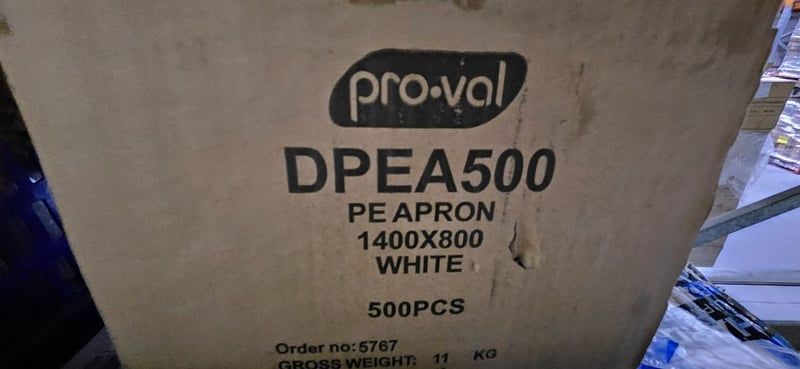 pro·val
DPEA500
PE APRON
1400X800
WHITE
500PCS
Order no:5767
GROSS WEIGHT: 11 KG